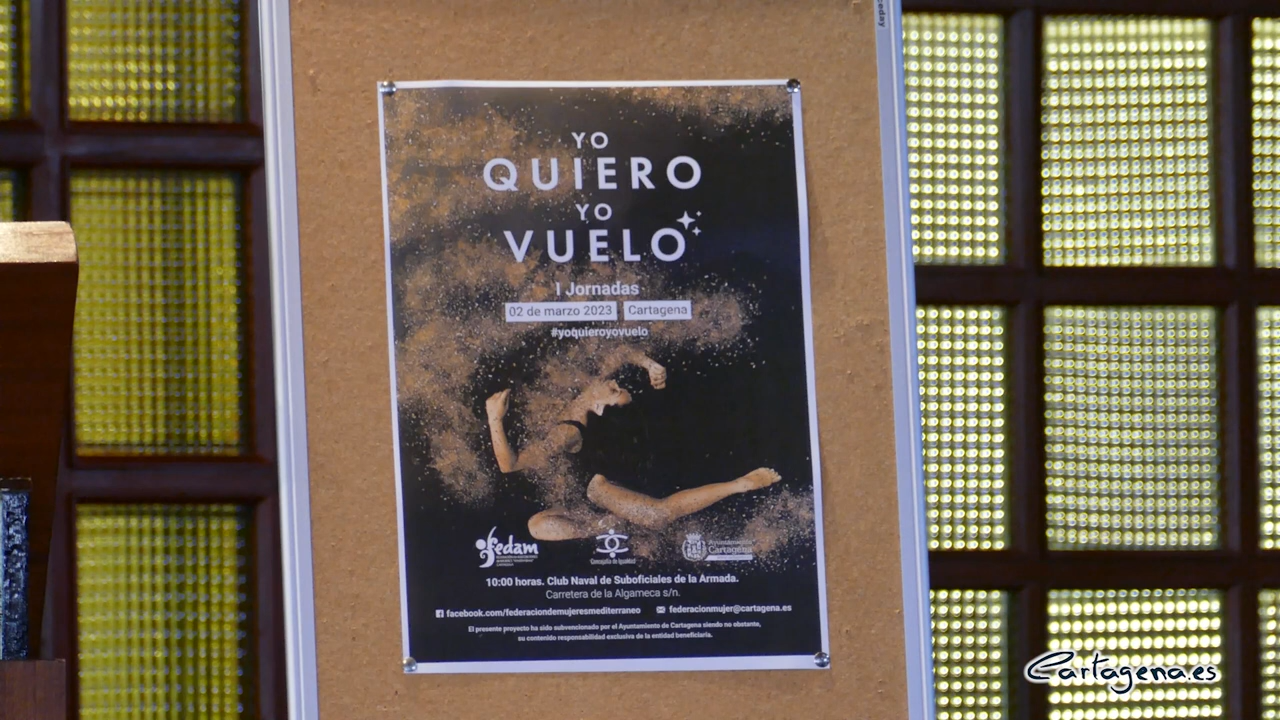 YO
QUIERO
YO
VUELO
I Jornadas
02 de marzo 2023 Cartagena
#yoquieroyovuelo
fedam
Concejalía de Igualdad
Cartagena
10:00 horas. Club Naval de Suboficiales de la Armada.
Carretera de la Algameca s/n.
facebook.com/federaciondemujeresmediterraneo federacionmujer@cartagena.es
El presente proyecto ha sido subvencionado por el Ayuntamiento de Cartagena siendo no obstante,
su contenido responsabilidad exclusiva de la entidad beneficiaria.
Cartagena.es